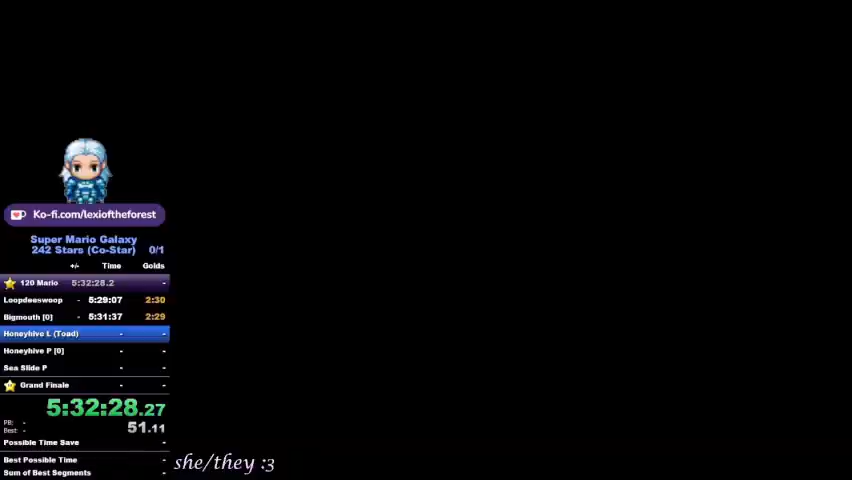 Ko-fi.com/lexioftheforest
Super Mario Galaxy
242 Stars (Co-Star) 0/1
+/- Time Golds
120 Mario 5:32:28.2 -
Loopdeeswoop - 5:29:07 2:30
Bigmouth [0] - 5:31:37 2:29
Honeyhive L (Toad) - -
Honeyhive P [0] - -
Sea Slide P - -
Grand Finale - -
5:32:28.27
PB: -
Best: - 51.11
Possible Time Save -
Best Possible Time -
Sum of Best Segments -
she/they :3